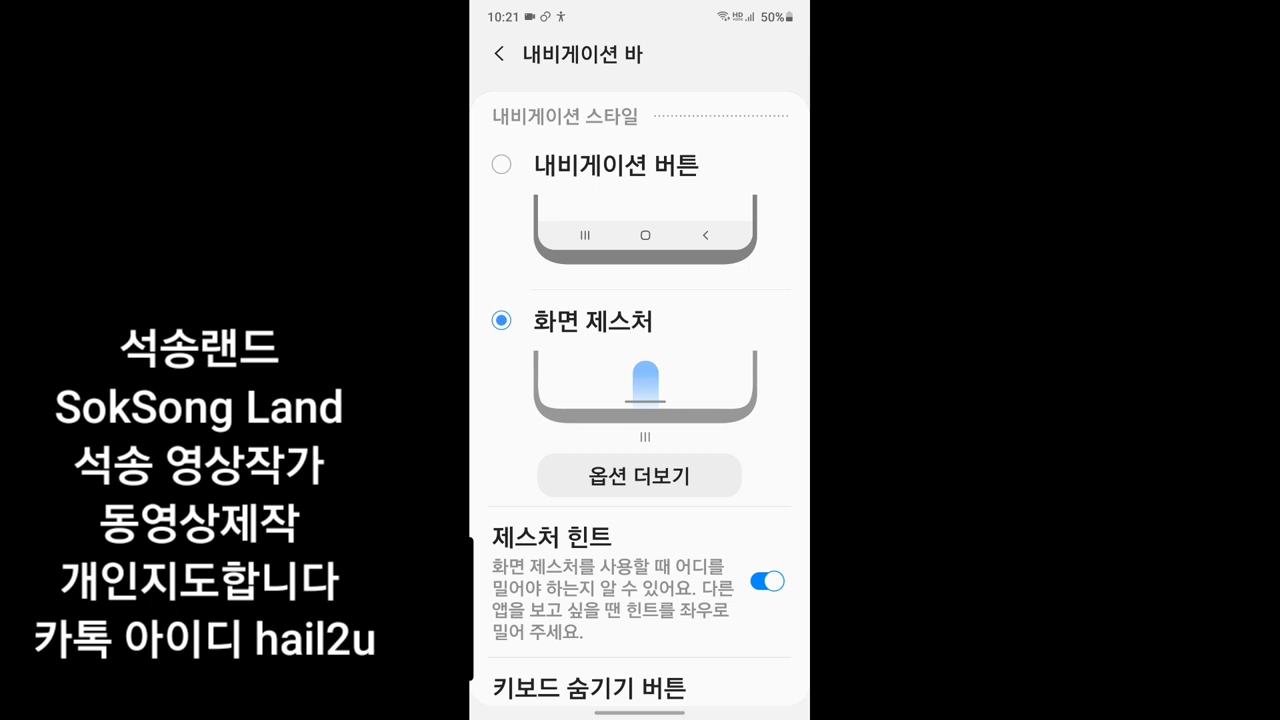 석송랜드
SokSong Land
석송 영상작가
동영상제작
개인지도합니다
카톡 아이디 hail2u
10:21
HD
50%
내비게이션 바
내비게이션 스타일
내비게이션 버튼
화면 제스처
옵션 더보기
제스처 힌트
화면 제스처를 사용할 때 어디를
밀어야 하는지 알 수 있어요. 다른
앱을 보고 싶을 땐 힌트를 좌우로
밀어 주세요.
키보드 숨기기 버튼